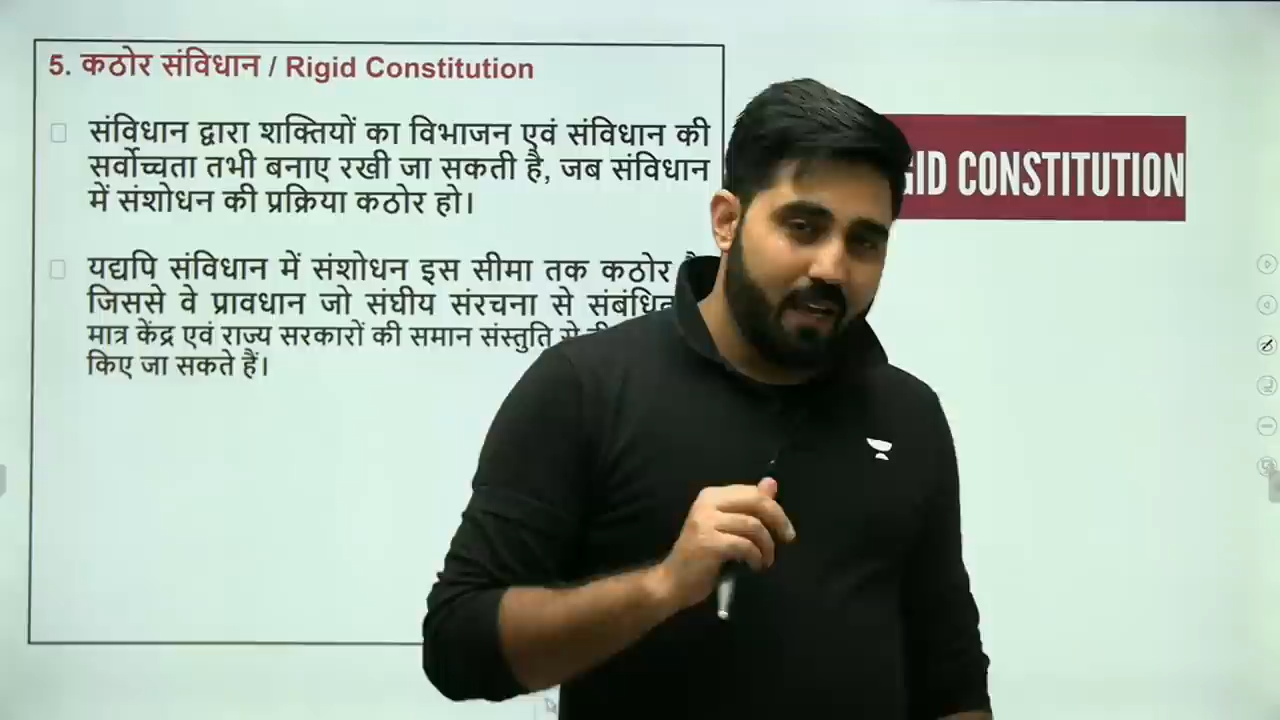 5. कठोर संविधान / Rigid Constitution
संविधान द्वारा शक्तियों का विभाजन एवं संविधान की
सर्वोच्चता तभी बनाए रखी जा सकती है, जब संविधान
में संशोधन की प्रक्रिया कठोर हो।
यद्यपि संविधान में संशोधन इस सीमा तक कठोर
जिससे वे प्रावधान जो संघीय संरचना से
मात्र केंद्र एवं राज्य सरकारों की समान संस्तुति
किए जा सकते हैं।
CONSTITUTION